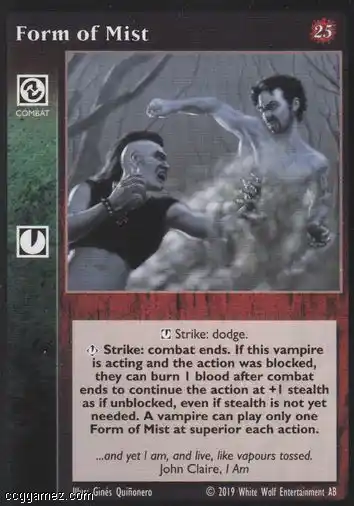 Form of Mist
25
COMBAT
Strike: dodge.
Strike: combat ends. If this vampire
is acting and the action was blocked,
they can burn 1 blood after combat
ends to continue the action at +1 stealth
as if unblocked, even if stealth is not yet
needed. A vampire can play only one
Form of Mist at superior each action.
...and yet I am, and live, like vapours tossed.
John Claire, I Am
Illus: Ginés Quiñonero
© 2019 White Wolf Entertainment AB
ccygamez.com